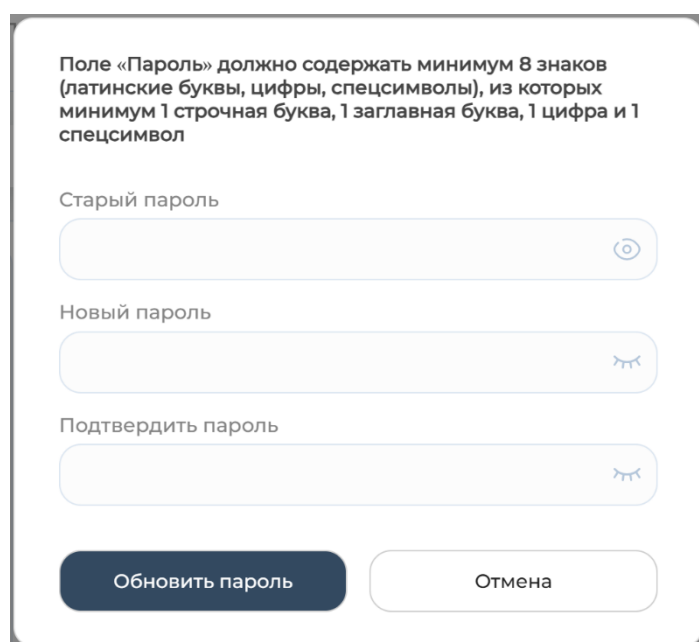 Поле «Пароль» должно содержать минимум 8 знаков
(латинские буквы, цифры, спецсимволы), из которых
минимум 1 строчная буква, 1 заглавная буква, 1 цифра и 1
спецсимвол
Старый пароль
Новый пароль
Подтвердить пароль
Обновить пароль
Отмена